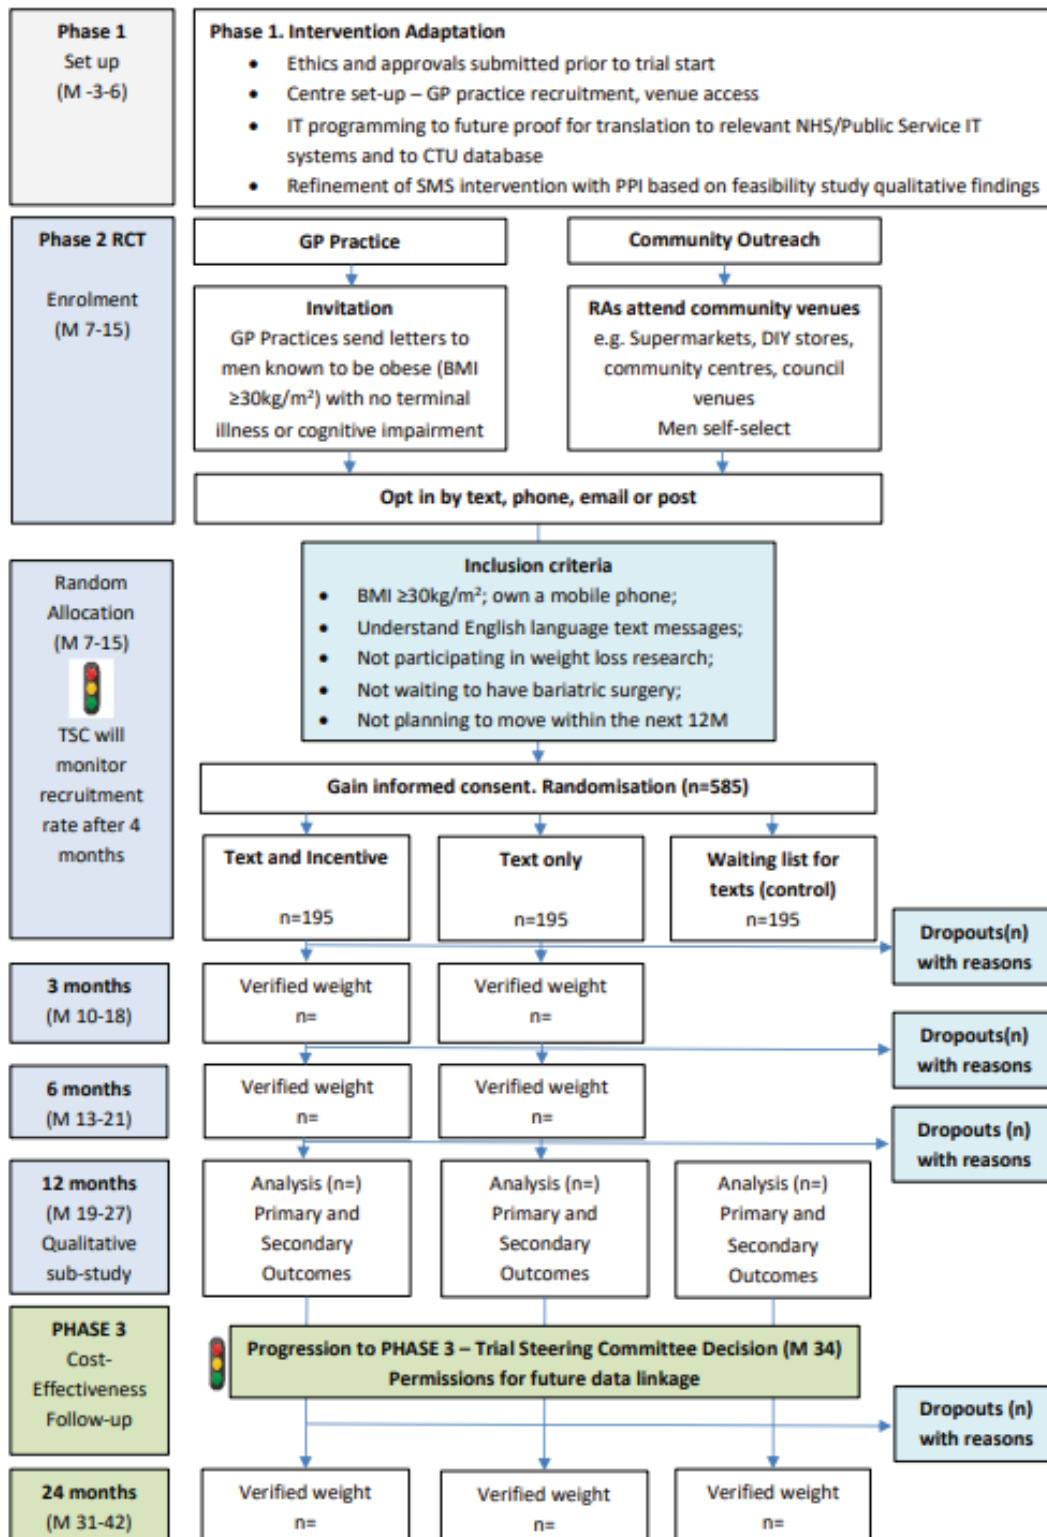 Phase 1
Set up
(M -3-6)
Phase 1. Intervention Adaptation
• Ethics and approvals submitted prior to trial start
• Centre set-up – GP practice recruitment, venue access
• IT programming to future proof for translation to relevant NHS/Public Service IT
systems and to CTU database
• Refinement of SMS intervention with PPI based on feasibility study qualitative findings
Phase 2 RCT
Enrolment
(M 7-15)
GP Practice
Community Outreach
Invitation
GP Practices send letters to
men known to be obese (BMI
≥30kg/m²) with no terminal
illness or cognitive impairment
RAs attend community venues
e.g. Supermarkets, DIY stores,
community centres, council
venues
Men self-select
Opt in by text, phone, email or post
Random
Allocation
(M 7-15)
TSC will
monitor
recruitment
rate after 4
months
Inclusion criteria
• BMI ≥30kg/m²; own a mobile phone;
• Understand English language text messages;
• Not participating in weight loss research;
• Not waiting to have bariatric surgery;
• Not planning to move within the next 12M
Gain informed consent. Randomisation (n=585)
Text and Incentive
n=195
Text only
n=195
Waiting list for
texts (control)
n=195
Dropouts(n)
with reasons
3 months
(M 10-18)
Verified weight
n=
Verified weight
n=
Dropouts(n)
with reasons
6 months
(M 13-21)
Verified weight
n=
Verified weight
n=
Dropouts (n)
with reasons
12 months
(M 19-27)
Qualitative
sub-study
Analysis (n=)
Primary and
Secondary
Outcomes
Analysis (n=)
Primary and
Secondary
Outcomes
Analysis (n=)
Primary and
Secondary
Outcomes
PHASE 3
Cost-
Effectiveness
Follow-up
Progression to PHASE 3 – Trial Steering Committee Decision (M 34)
Permissions for future data linkage
Dropouts (n)
with reasons
24 months
(M 31-42)
Verified weight
n=
Verified weight
n=
Verified weight
n=